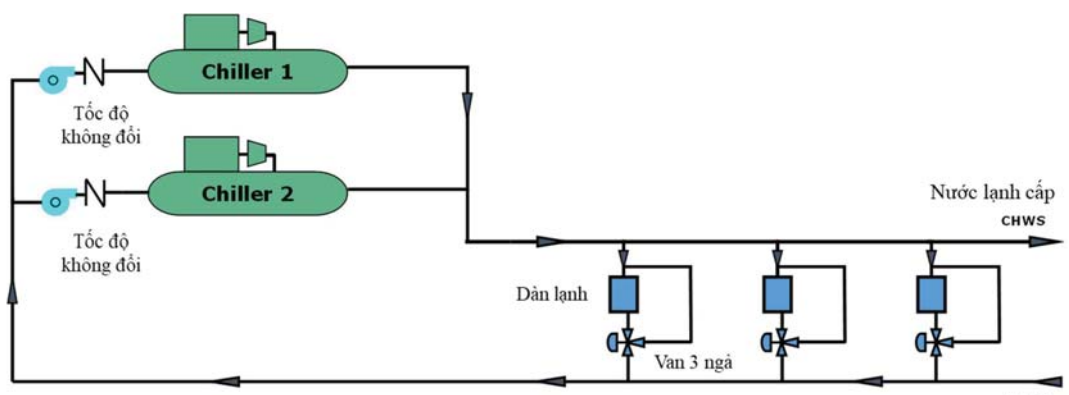 Chiller 1
Tốc độ
không đổi
Chiller 2
Tốc độ
không đổi
Nước lạnh cấp
CHWS
Dàn lạnh
Van 3 ngả